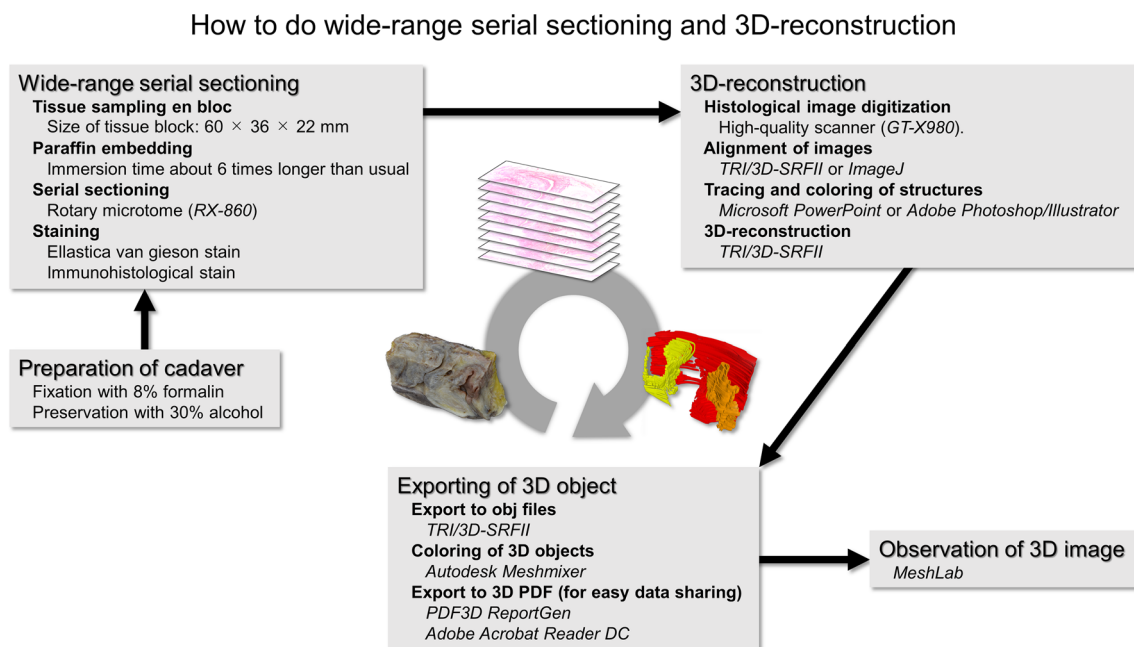 How to do wide-range serial sectioning and 3D-reconstruction
Wide-range serial sectioning
Tissue sampling en bloc
Size of tissue block: 60 × 36 × 22 mm
Paraffin embedding
Immersion time about 6 times longer than usual
Serial sectioning
Rotary microtome (RX-860)
Staining
Ellastica van gieson stain
Immunohistological stain
3D-reconstruction
Histological image digitization
High-quality scanner (GT-X980).
Alignment of images
TRI/3D-SRFII or ImageJ
Tracing and coloring of structures
Microsoft PowerPoint or Adobe Photoshop/Illustrator
3D-reconstruction
TRI/3D-SRFII
Preparation of cadaver
Fixation with 8% formalin
Preservation with 30% alcohol
Exporting of 3D object
Export to obj files
TRI/3D-SRFII
Coloring of 3D objects
Autodesk Meshmixer
Export to 3D PDF (for easy data sharing)
PDF3D ReportGen
Adobe Acrobat Reader DC
Observation of 3D image
MeshLab